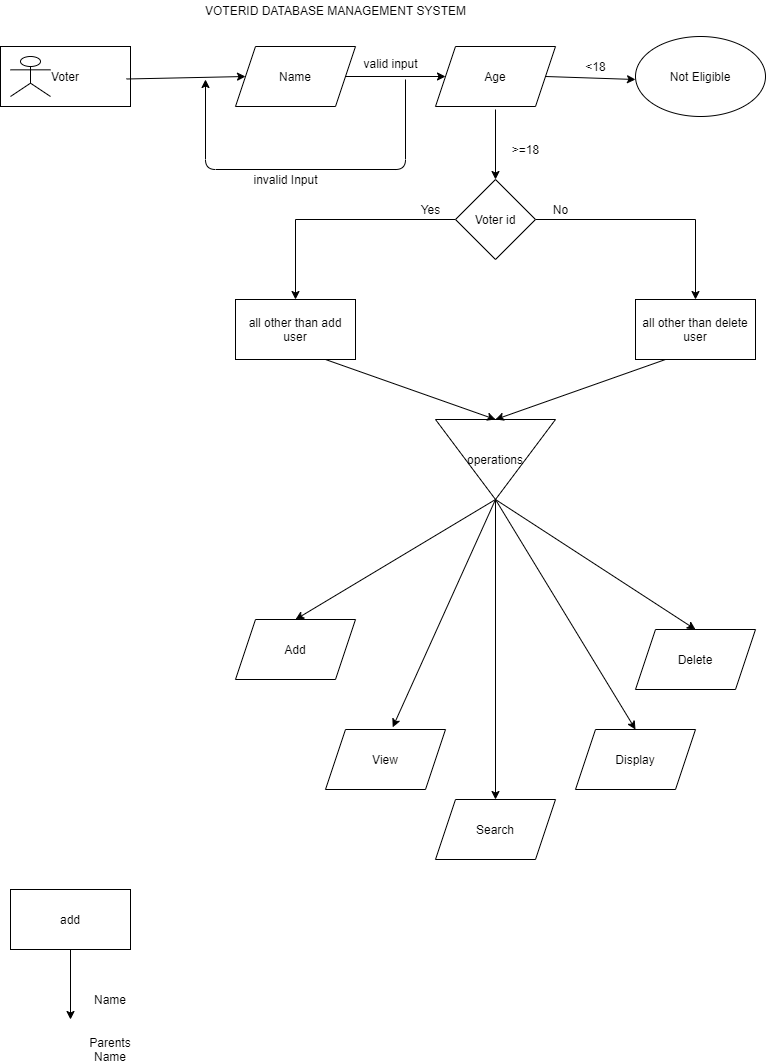 VOTERID DATABASE MANAGEMENT SYSTEM
Voter
Name
valid input
Age
<18
Not Eligible
invalid Input
>=18
Yes
Voter id
No
all other than add
user
all other than delete
user
operations
Add
Delete
View
Display
Search
add
Name
Parents
Name